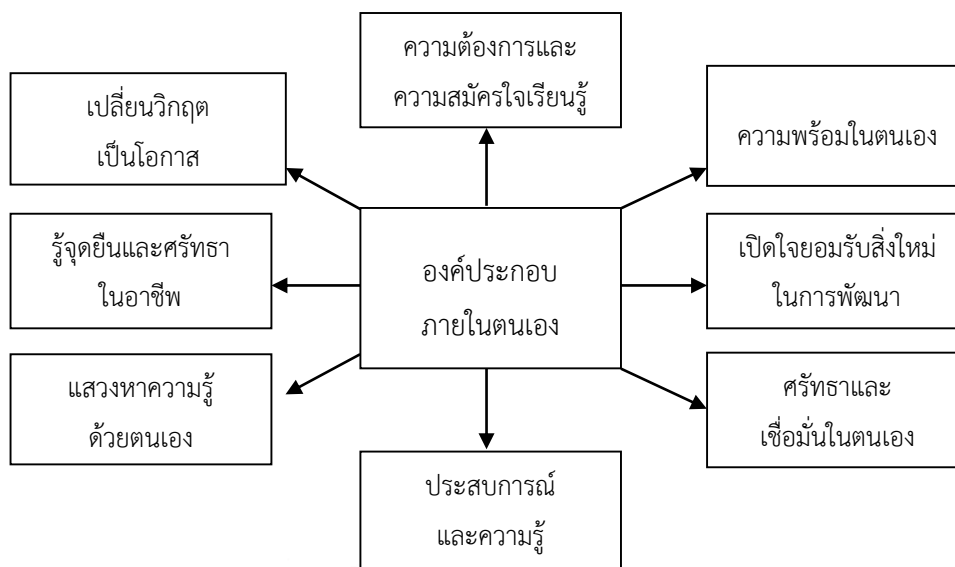 ความต้องการและ
ความสมัครใจเรียนรู้
เปลี่ยนวิกฤต
เป็นโอกาส
ความพร้อมในตนเอง
รู้จุดยืนและศรัทธา
ในอาชีพ
องค์ประกอบ
ภายในตนเอง
เปิดใจยอมรับสิ่งใหม่
ในการพัฒนา
แสวงหาความรู้
ด้วยตนเอง
ศรัทธาและ
เชื่อมั่นในตนเอง
ประสบการณ์
และความรู้